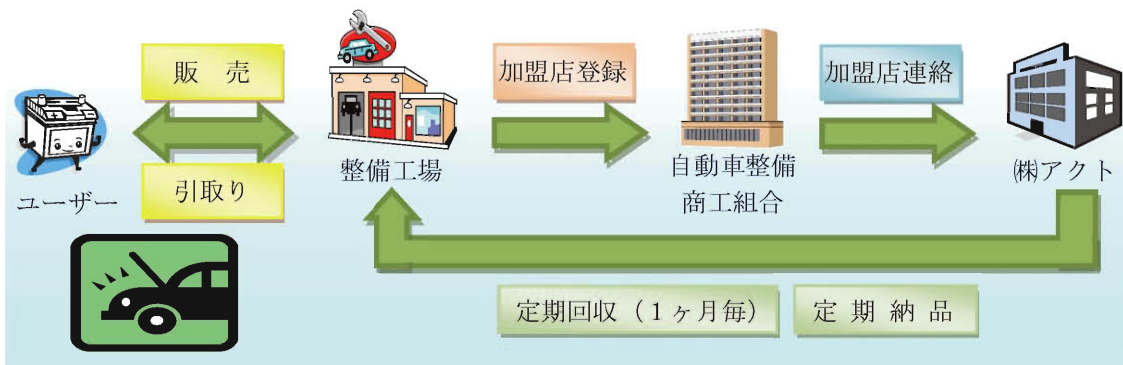 販売
加盟店登録
加盟店連絡
ユーザー
引取り
整備工場
自動車整備
商工組合
㈱アクト
定期回収（１ヶ月毎）
定期納品